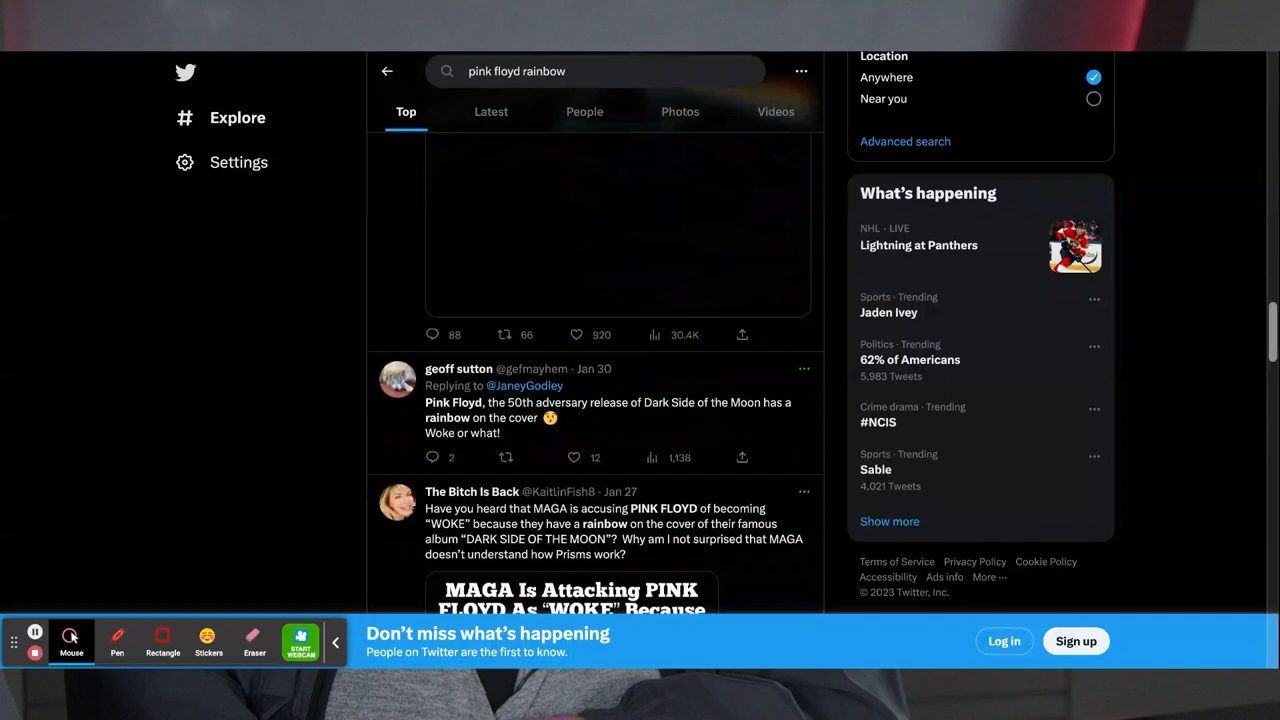 pink floyd rainbow
Explore
Settings
Top
Latest
People
Photos
Videos
88
66
920
30.4K
geoff sutton @gefmayhem · Jan 30
Replying to @JaneyGodley
Pink Floyd, the 50th adversary release of Dark Side of the Moon has a
rainbow on the cover 😯
Woke or what!
2
12
1,138
The Bitch Is Back @KaitlinFish8 · Jan 27
Have you heard that MAGA is accusing PINK FLOYD of becoming
“WOKE” because they have a rainbow on the cover of their famous
album “DARK SIDE OF THE MOON”? Why am I not surprised that MAGA
doesn’t understand how Prisms work?
MAGA Is Attacking PINK
FLOYD As “WOKE” Because
Location
Anywhere
Near you
Advanced search
What’s happening
NHL · LIVE
Lightning at Panthers
Sports · Trending
Jaden Ivey
Politics · Trending
62% of Americans
5,983 Tweets
Crime drama · Trending
#NCIS
Sports · Trending
Sable
4,021 Tweets
Show more
Terms of Service Privacy Policy Cookie Policy
Accessibility Ads info More ···
© 2023 Twitter, Inc.
Mouse
Pen
Rectangle
Stickers
Eraser
START
WEBCAM
Don’t miss what’s happening
People on Twitter are the first to know.
Log in
Sign up